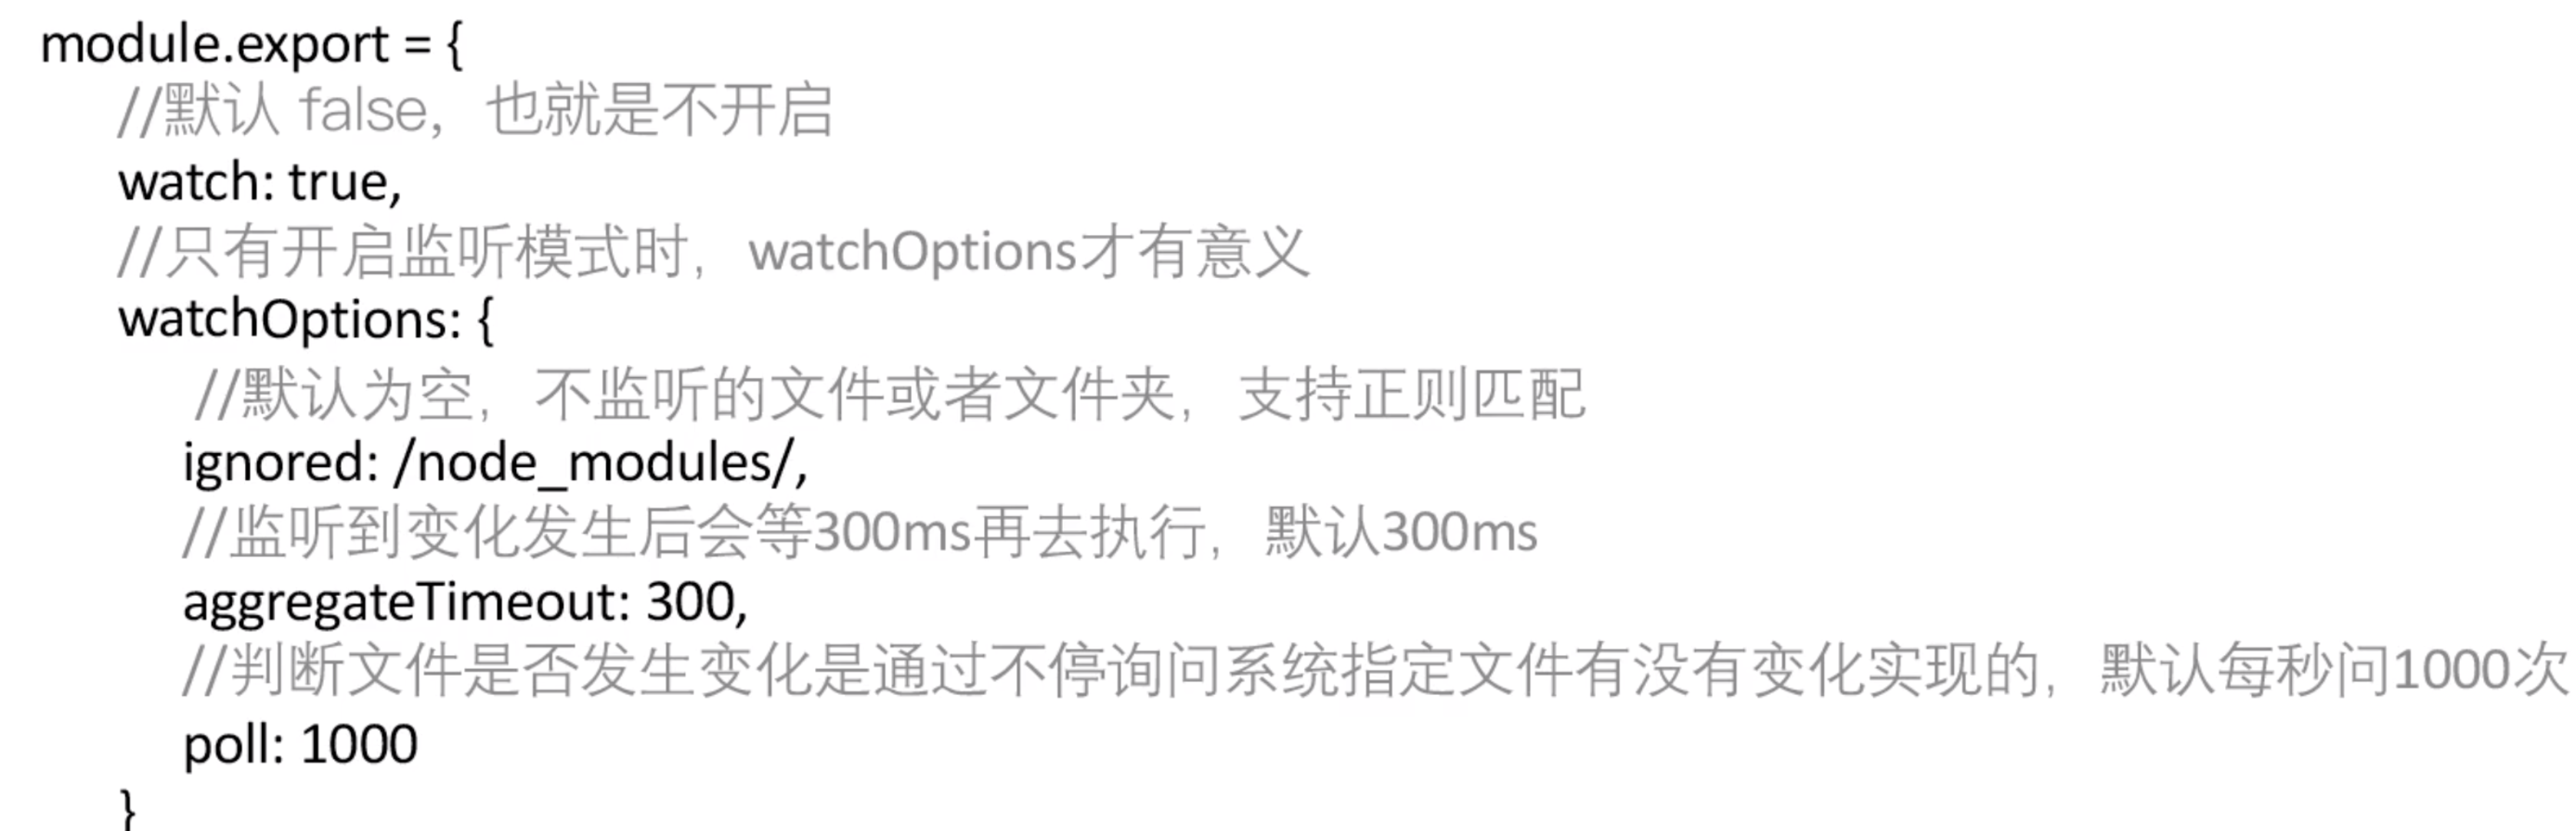 module.export = {
//默认 false，也就是不开启
watch: true,
//只有开启监听模式时，watchOptions才有意义
watchOptions: {
//默认为空，不监听的文件或者文件夹，支持正则匹配
ignored: /node_modules/,
//监听到变化发生后会等300ms再去执行，默认300ms
aggregateTimeout: 300,
//判断文件是否发生变化是通过不停询问系统指定文件有没有变化实现的，默认每秒问1000次
poll: 1000
}